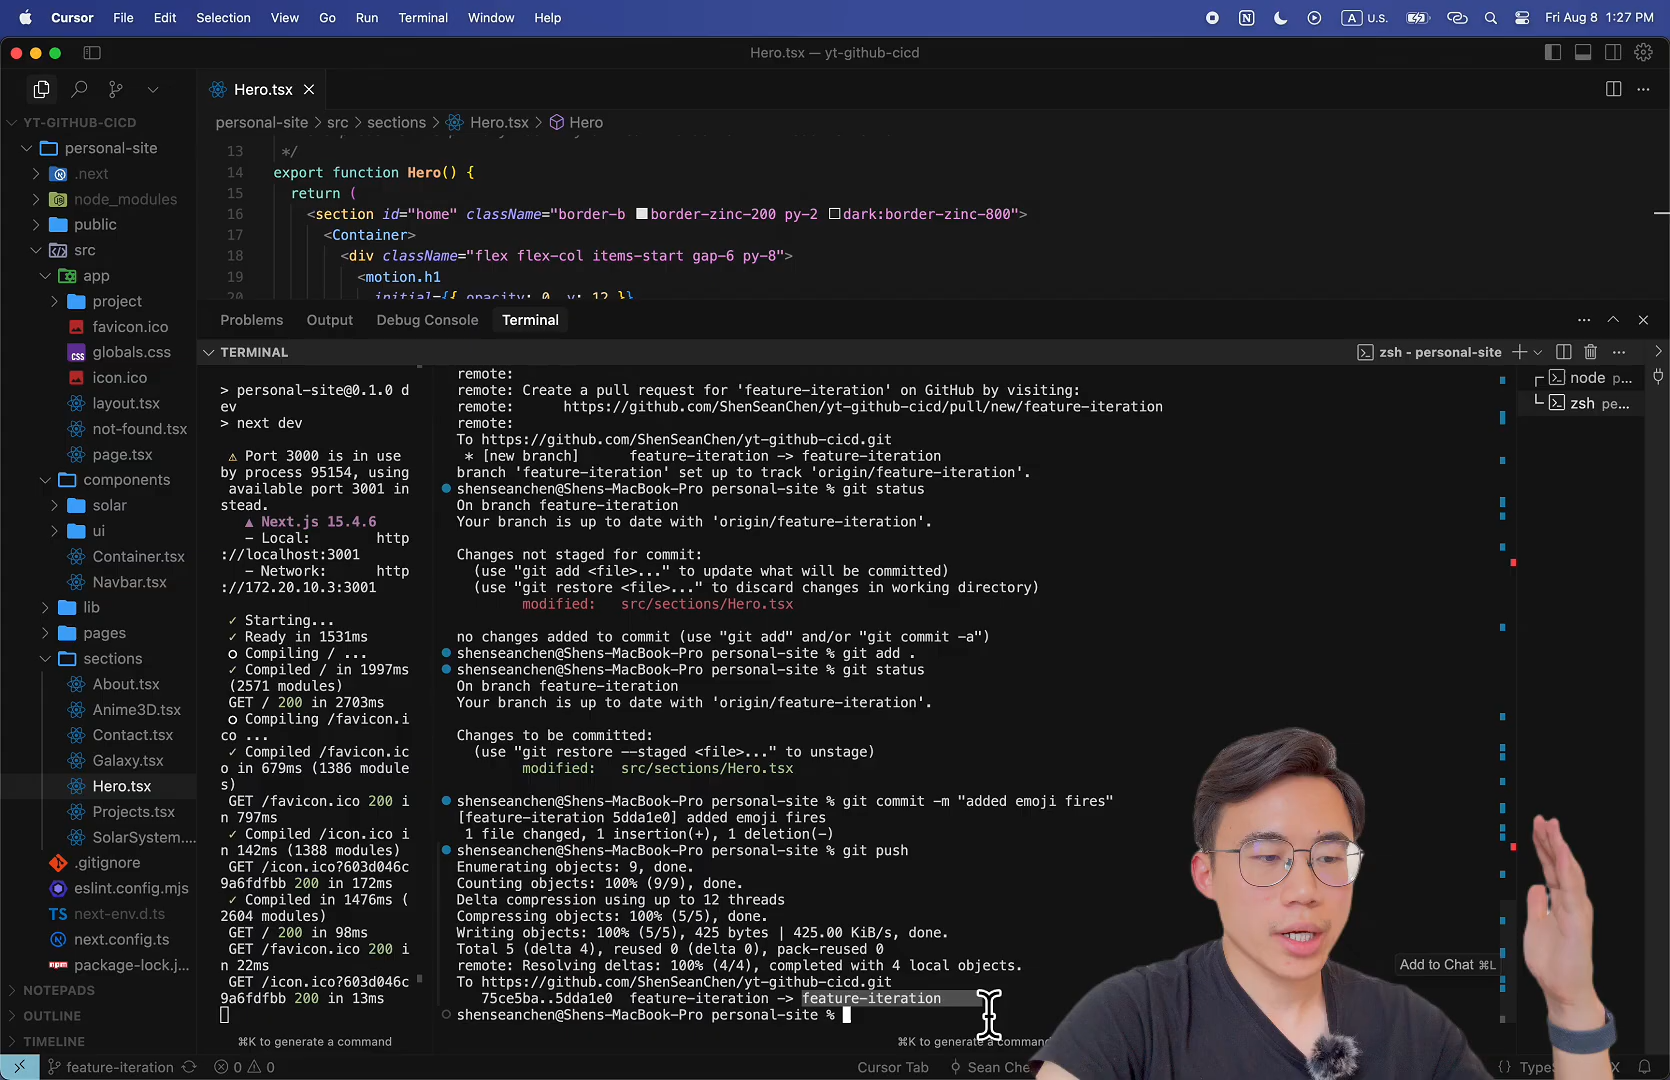 Cursor File Edit Selection View Go Run Terminal Window Help
A U.S. Fri Aug 8 1:27 PM
Hero.tsx — yt-github-cicd
Hero.tsx
YT-GITHUB-CICD
personal-site
.next
node_modules
public
src
app
project
favicon.ico
globals.css
icon.ico
layout.tsx
not-found.tsx
page.tsx
components
solar
ui
Container.tsx
Navbar.tsx
lib
pages
sections
About.tsx
Anime3D.tsx
Contact.tsx
Galaxy.tsx
Hero.tsx
Projects.tsx
SolarSystem....
.gitignore
eslint.config.mjs
TS next-env.d.ts
next.config.ts
package-lock.j...
NOTEPADS
OUTLINE
TIMELINE
personal-site > src > sections > Hero.tsx > Hero
13 */
14 export function Hero() {
15 return (
16 <section id="home" className="border-b border-zinc-200 py-2 dark:border-zinc-800">
17 <Container>
18 <div className="flex flex-col items-start gap-6 py-8">
19 <motion.h1
20 initial={{ opacity: 0, y: 12 }}
Problems Output Debug Console Terminal
TERMINAL
zsh - personal-site
> personal-site@0.1.0 d
ev
> next dev
⚠ Port 3000 is in use
by process 95154, using
available port 3001 in
stead.
▲ Next.js 15.4.6
- Local: http
://localhost:3001
- Network: http
://172.20.10.3:3001
✓ Starting...
✓ Ready in 1531ms
○ Compiling / ...
✓ Compiled / in 1997ms
(2571 modules)
GET / 200 in 2703ms
○ Compiling /favicon.i
co ...
✓ Compiled /favicon.ic
o in 679ms (1386 module
s)
GET /favicon.ico 200 i
n 797ms
✓ Compiled /icon.ico i
n 142ms (1388 modules)
GET /icon.ico?603d046c
9a6fdfbb 200 in 172ms
✓ Compiled in 1476ms (
2604 modules)
GET / 200 in 98ms
GET /favicon.ico 200 i
n 22ms
GET /icon.ico?603d046c
9a6fdfbb 200 in 13ms
⌘K to generate a command
remote:
remote: Create a pull request for 'feature-iteration' on GitHub by visiting:
remote: https://github.com/ShenSeanChen/yt-github-cicd/pull/new/feature-iteration
remote:
To https://github.com/ShenSeanChen/yt-github-cicd.git
* [new branch] feature-iteration -> feature-iteration
branch 'feature-iteration' set up to track 'origin/feature-iteration'.
shenseanchen@Shens-MacBook-Pro personal-site % git status
On branch feature-iteration
Your branch is up to date with 'origin/feature-iteration'.
Changes not staged for commit:
(use "git add <file>..." to update what will be committed)
(use "git restore <file>..." to discard changes in working directory)
modified: src/sections/Hero.tsx
no changes added to commit (use "git add" and/or "git commit -a")
shenseanchen@Shens-MacBook-Pro personal-site % git add .
shenseanchen@Shens-MacBook-Pro personal-site % git status
On branch feature-iteration
Your branch is up to date with 'origin/feature-iteration'.
Changes to be committed:
(use "git restore --staged <file>..." to unstage)
modified: src/sections/Hero.tsx
shenseanchen@Shens-MacBook-Pro personal-site % git commit -m "added emoji fires"
[feature-iteration 5dda1e0] added emoji fires
1 file changed, 1 insertion(+), 1 deletion(-)
shenseanchen@Shens-MacBook-Pro personal-site % git push
Enumerating objects: 9, done.
Counting objects: 100% (9/9), done.
Delta compression using up to 12 threads
Compressing objects: 100% (5/5), done.
Writing objects: 100% (5/5), 425 bytes | 425.00 KiB/s, done.
Total 5 (delta 4), reused 0 (delta 0), pack-reused 0
remote: Resolving deltas: 100% (4/4), completed with 4 local objects.
To https://github.com/ShenSeanChen/yt-github-cicd.git
75ce5ba..5dda1e0 feature-iteration -> feature-iteration
shenseanchen@Shens-MacBook-Pro personal-site %
⌘K to generate a command
node p...
zsh pe...
Add to Chat ⌘L
feature-iteration 0 0
Cursor Tab Sean Che
{} Type